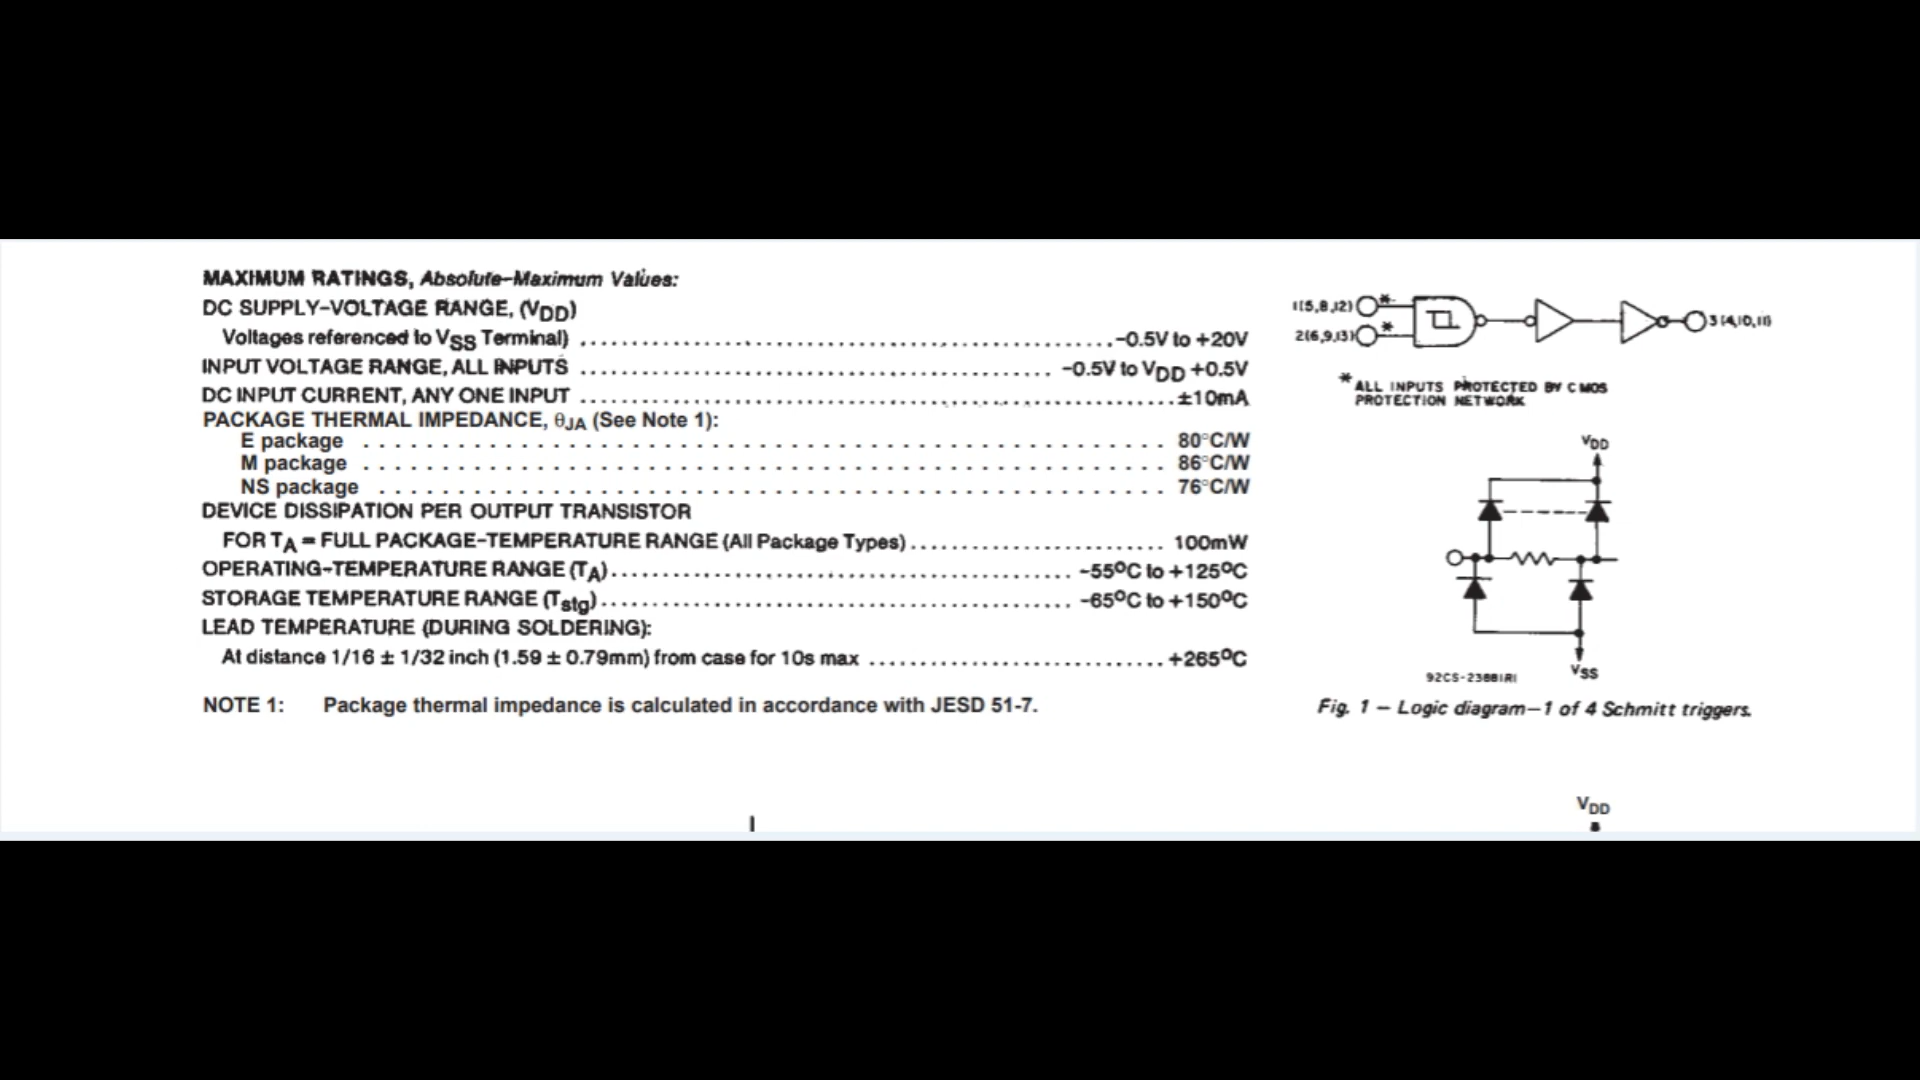 MAXIMUM RATINGS, Absolute-Maximum Values:
DC SUPPLY-VOLTAGE RANGE, (VDD)
Voltages referenced to VSS Terminal) ................................................ -0.5V to +20V
INPUT VOLTAGE RANGE, ALL INPUTS ................................................ -0.5V to VDD +0.5V
DC INPUT CURRENT, ANY ONE INPUT ................................................ ±10mA
PACKAGE THERMAL IMPEDANCE, θJA (See Note 1):
E package . . . . . . . . . . . . . . . . . . . . . . . . . . . . . . . . . . . . 80°C/W
M package . . . . . . . . . . . . . . . . . . . . . . . . . . . . . . . . . . . . 86°C/W
NS package . . . . . . . . . . . . . . . . . . . . . . . . . . . . . . . . . . . . 76°C/W
DEVICE DISSIPATION PER OUTPUT TRANSISTOR
FOR TA = FULL PACKAGE-TEMPERATURE RANGE (All Package Types) .......................... 100mW
OPERATING-TEMPERATURE RANGE (TA) ................................................ -55°C to +125°C
STORAGE TEMPERATURE RANGE (Tstg) ................................................ -65°C to +150°C
LEAD TEMPERATURE (DURING SOLDERING):
At distance 1/16 ± 1/32 inch (1.59 ± 0.79mm) from case for 10s max .............................. +265°C
NOTE 1: Package thermal impedance is calculated in accordance with JESD 51-7.
1(5,8,12) *
2(6,9,13) *
3(4,10,11)
* ALL INPUTS PROTECTED BY CMOS
PROTECTION NETWORK
VDD
VSS
92CS-23881R1
Fig. 1 – Logic diagram–1 of 4 Schmitt triggers.
VDD